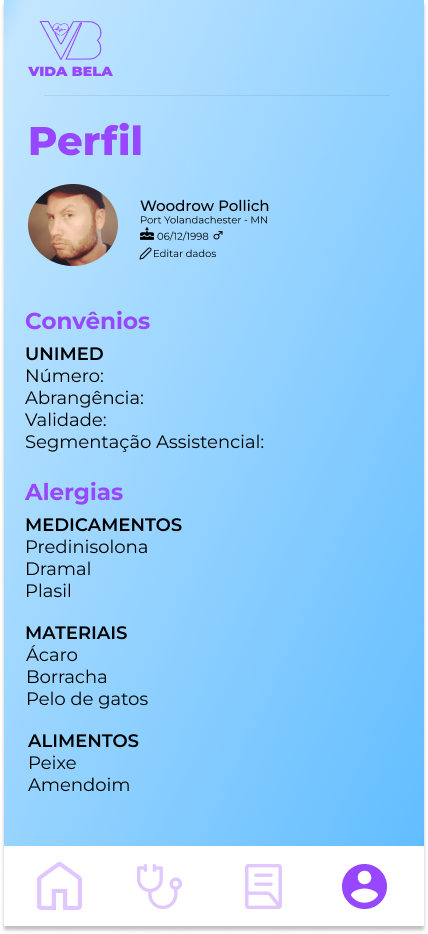 VB
VIDA BELA
Perfil
Woodrow Pollich
Port Yolandachester - MN
06/12/1998 ♂
Editar dados
Convênios
UNIMED
Número:
Abrangência:
Validade:
Segmentação Assistencial:
Alergias
MEDICAMENTOS
Predinisolona
Dramal
Plasil
MATERIAIS
Ácaro
Borracha
Pelo de gatos
ALIMENTOS
Peixe
Amendoim